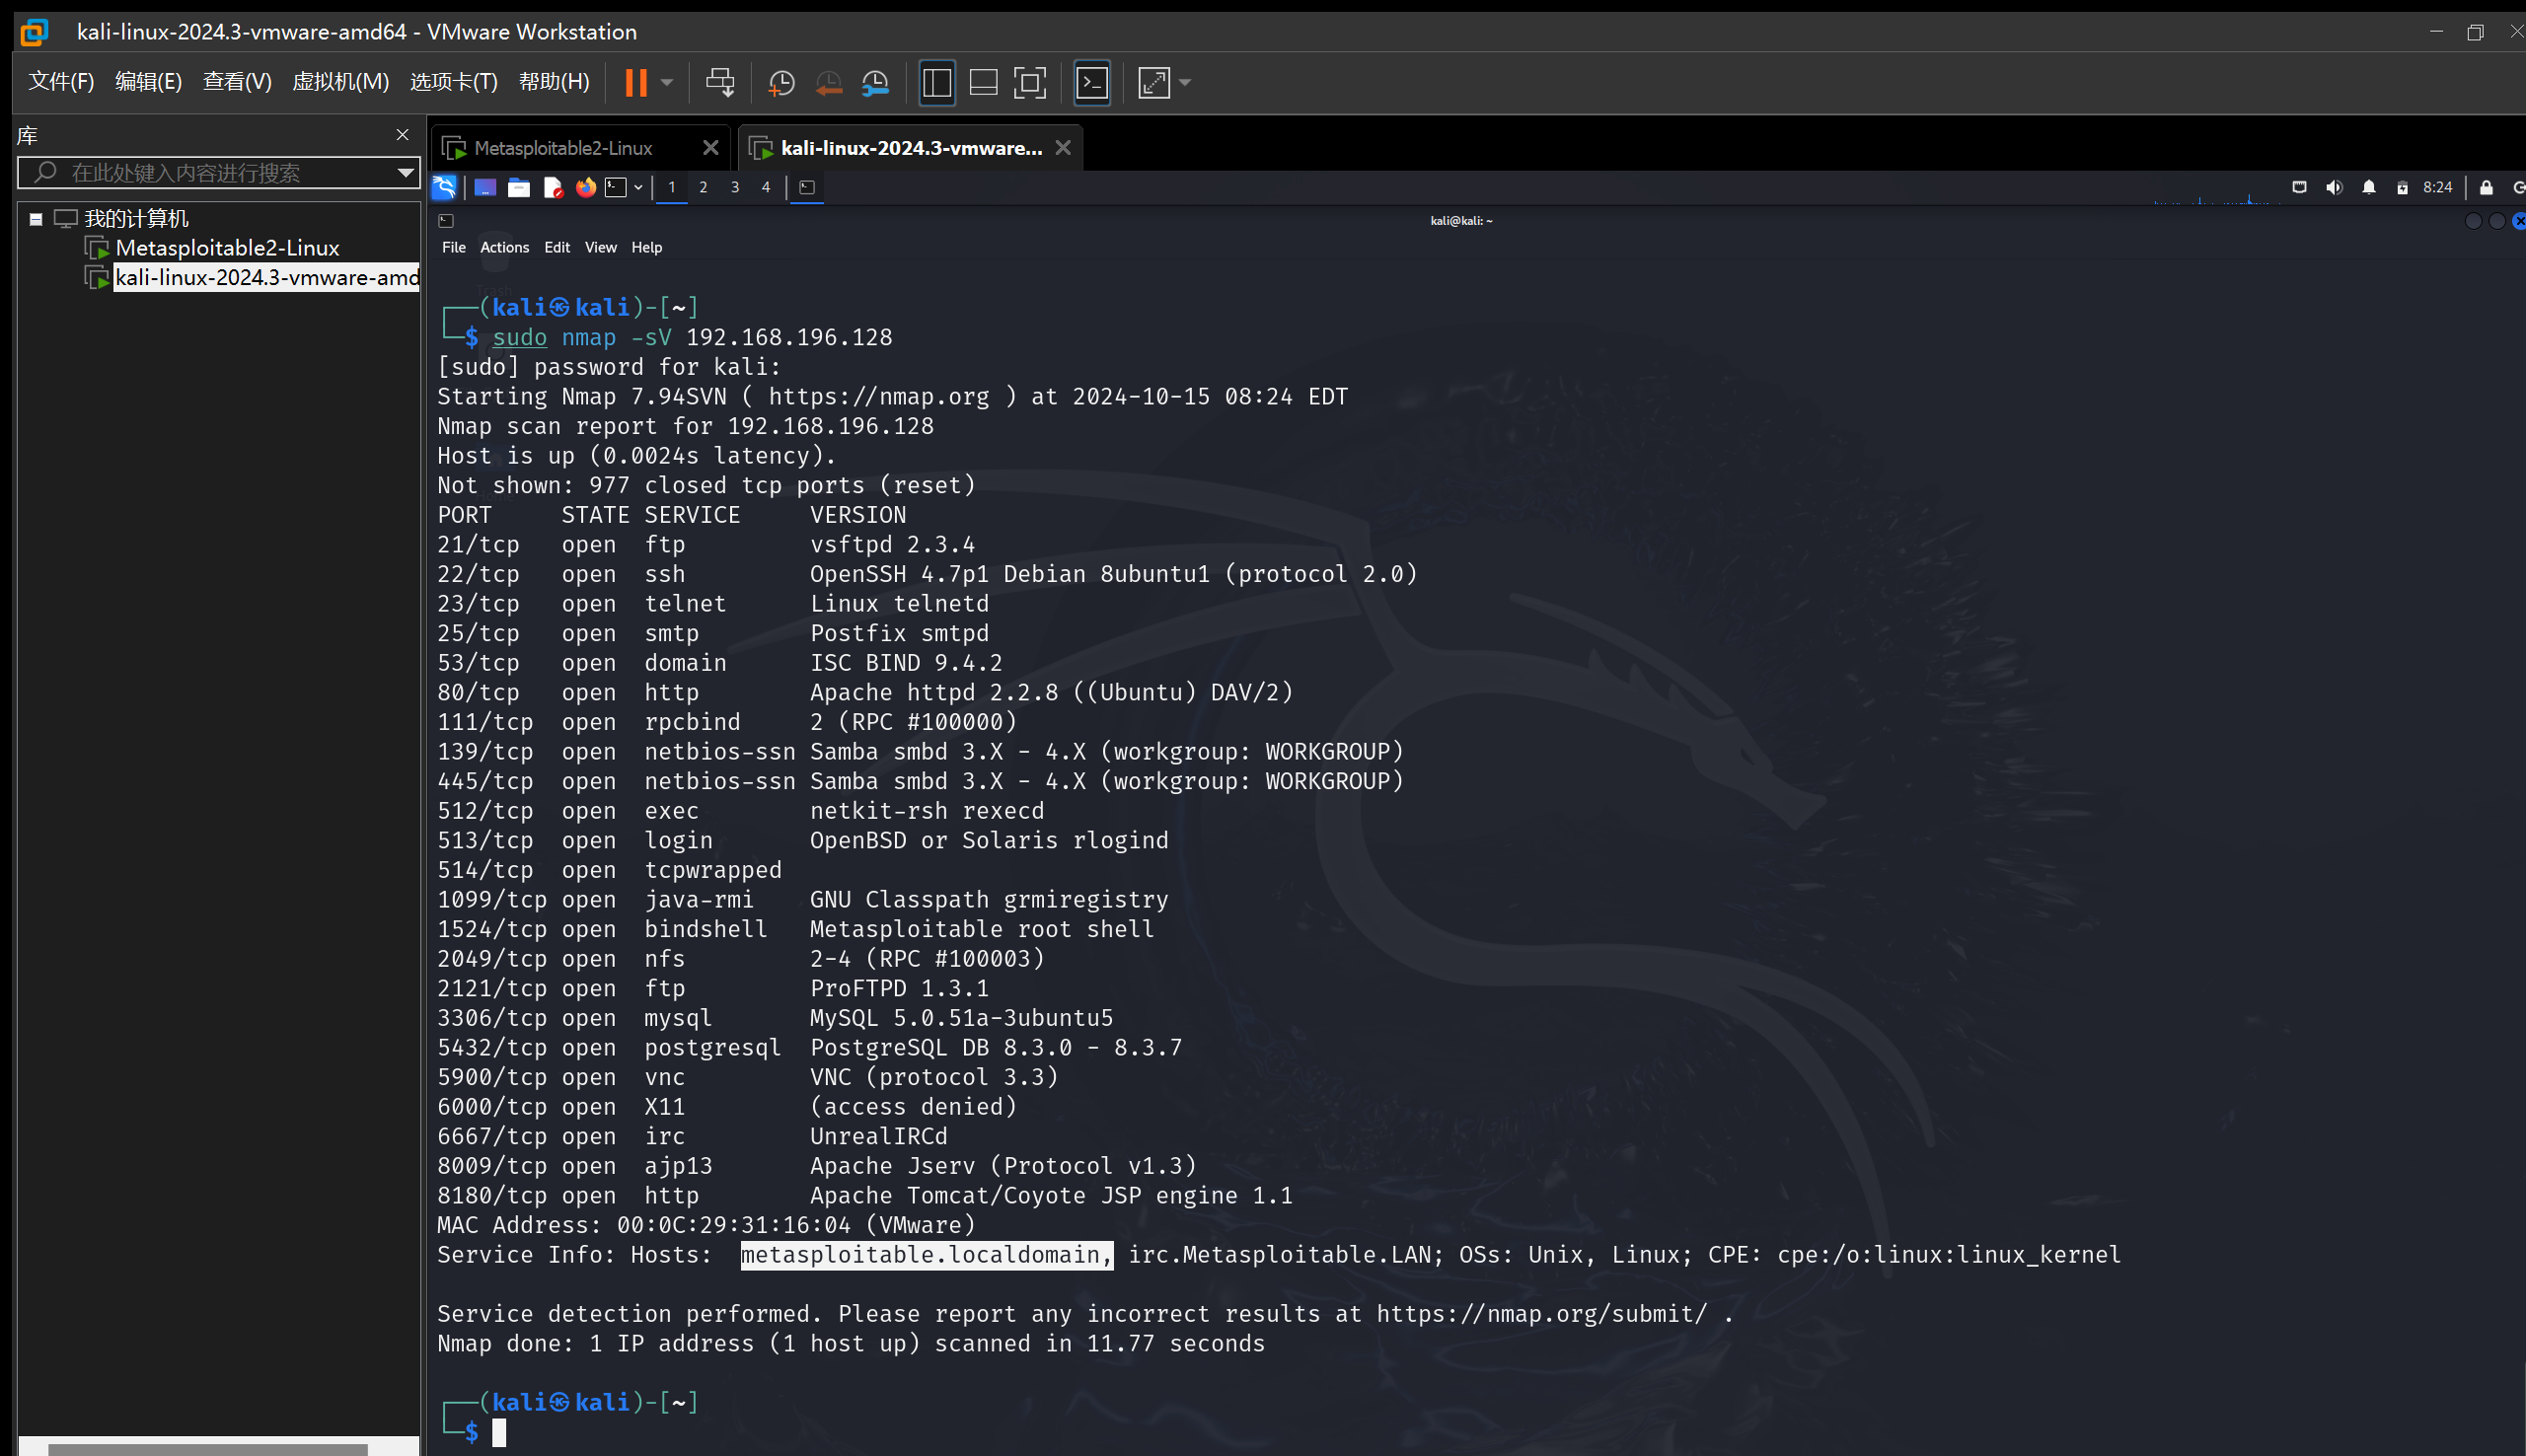 kali-linux-2024.3-vmware-amd64 - VMware Workstation
文件(F) 编辑(E) 查看(V) 虚拟机(M) 选项卡(T) 帮助(H)
库
在此处键入内容进行搜索
我的计算机
Metasploitable2-Linux
kali-linux-2024.3-vmware-amd
Metasploitable2-Linux
kali-linux-2024.3-vmware...
1 2 3 4
8:24
kali@kali: ~
File Actions Edit View Help
Trash
Home
┌──(kali㉿kali)-[~]
└─$ sudo nmap -sV 192.168.196.128
[sudo] password for kali:
Starting Nmap 7.94SVN ( https://nmap.org ) at 2024-10-15 08:24 EDT
Nmap scan report for 192.168.196.128
Host is up (0.0024s latency).
Not shown: 977 closed tcp ports (reset)
PORT     STATE SERVICE     VERSION
21/tcp   open  ftp         vsftpd 2.3.4
22/tcp   open  ssh         OpenSSH 4.7p1 Debian 8ubuntu1 (protocol 2.0)
23/tcp   open  telnet      Linux telnetd
25/tcp   open  smtp        Postfix smtpd
53/tcp   open  domain      ISC BIND 9.4.2
80/tcp   open  http        Apache httpd 2.2.8 ((Ubuntu) DAV/2)
111/tcp  open  rpcbind     2 (RPC #100000)
139/tcp  open  netbios-ssn Samba smbd 3.X - 4.X (workgroup: WORKGROUP)
445/tcp  open  netbios-ssn Samba smbd 3.X - 4.X (workgroup: WORKGROUP)
512/tcp  open  exec        netkit-rsh rexecd
513/tcp  open  login       OpenBSD or Solaris rlogind
514/tcp  open  tcpwrapped
1099/tcp open  java-rmi    GNU Classpath grmiregistry
1524/tcp open  bindshell   Metasploitable root shell
2049/tcp open  nfs         2-4 (RPC #100003)
2121/tcp open  ftp         ProFTPD 1.3.1
3306/tcp open  mysql       MySQL 5.0.51a-3ubuntu5
5432/tcp open  postgresql  PostgreSQL DB 8.3.0 - 8.3.7
5900/tcp open  vnc         VNC (protocol 3.3)
6000/tcp open  X11         (access denied)
6667/tcp open  irc         UnrealIRCd
8009/tcp open  ajp13       Apache Jserv (Protocol v1.3)
8180/tcp open  http        Apache Tomcat/Coyote JSP engine 1.1
MAC Address: 00:0C:29:31:16:04 (VMware)
Service Info: Hosts:  metasploitable.localdomain, irc.Metasploitable.LAN; OSs: Unix, Linux; CPE: cpe:/o:linux:linux_kernel
Service detection performed. Please report any incorrect results at https://nmap.org/submit/ .
Nmap done: 1 IP address (1 host up) scanned in 11.77 seconds
┌──(kali㉿kali)-[~]
└─$